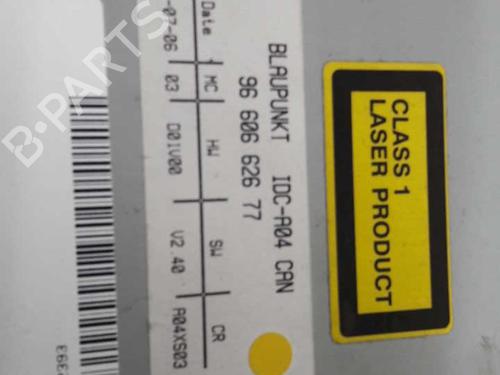 BLAUPUNKT IDC-A04 CAN
96 606 626 77
Date MC HW SW CR
-07-06 03 D01V00 V2.40 A04XS03
CLASS 1
LASER PRODUCT
B-PARTS